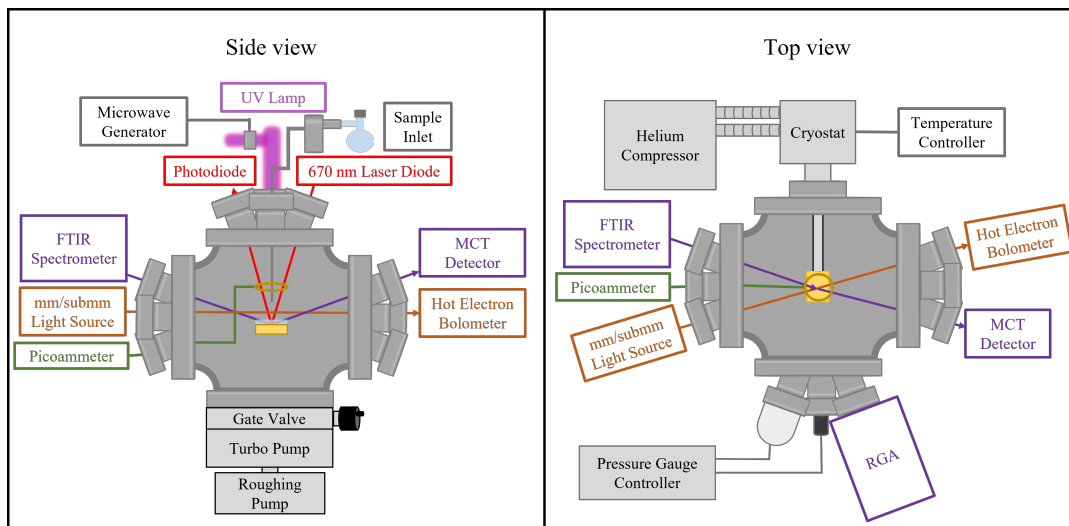 Side view
UV Lamp
Microwave
Generator
Sample
Inlet
Photodiode
670 nm Laser Diode
FTIR
Spectrometer
MCT
Detector
mm/submm
Light Source
Hot Electron
Bolometer
Picoammeter
Gate Valve
Turbo Pump
Roughing
Pump
Top view
Helium
Compressor
Cryostat
Temperature
Controller
FTIR
Spectrometer
Hot Electron
Bolometer
Picoammeter
mm/submm
Light Source
MCT
Detector
Pressure Gauge
Controller
RGA